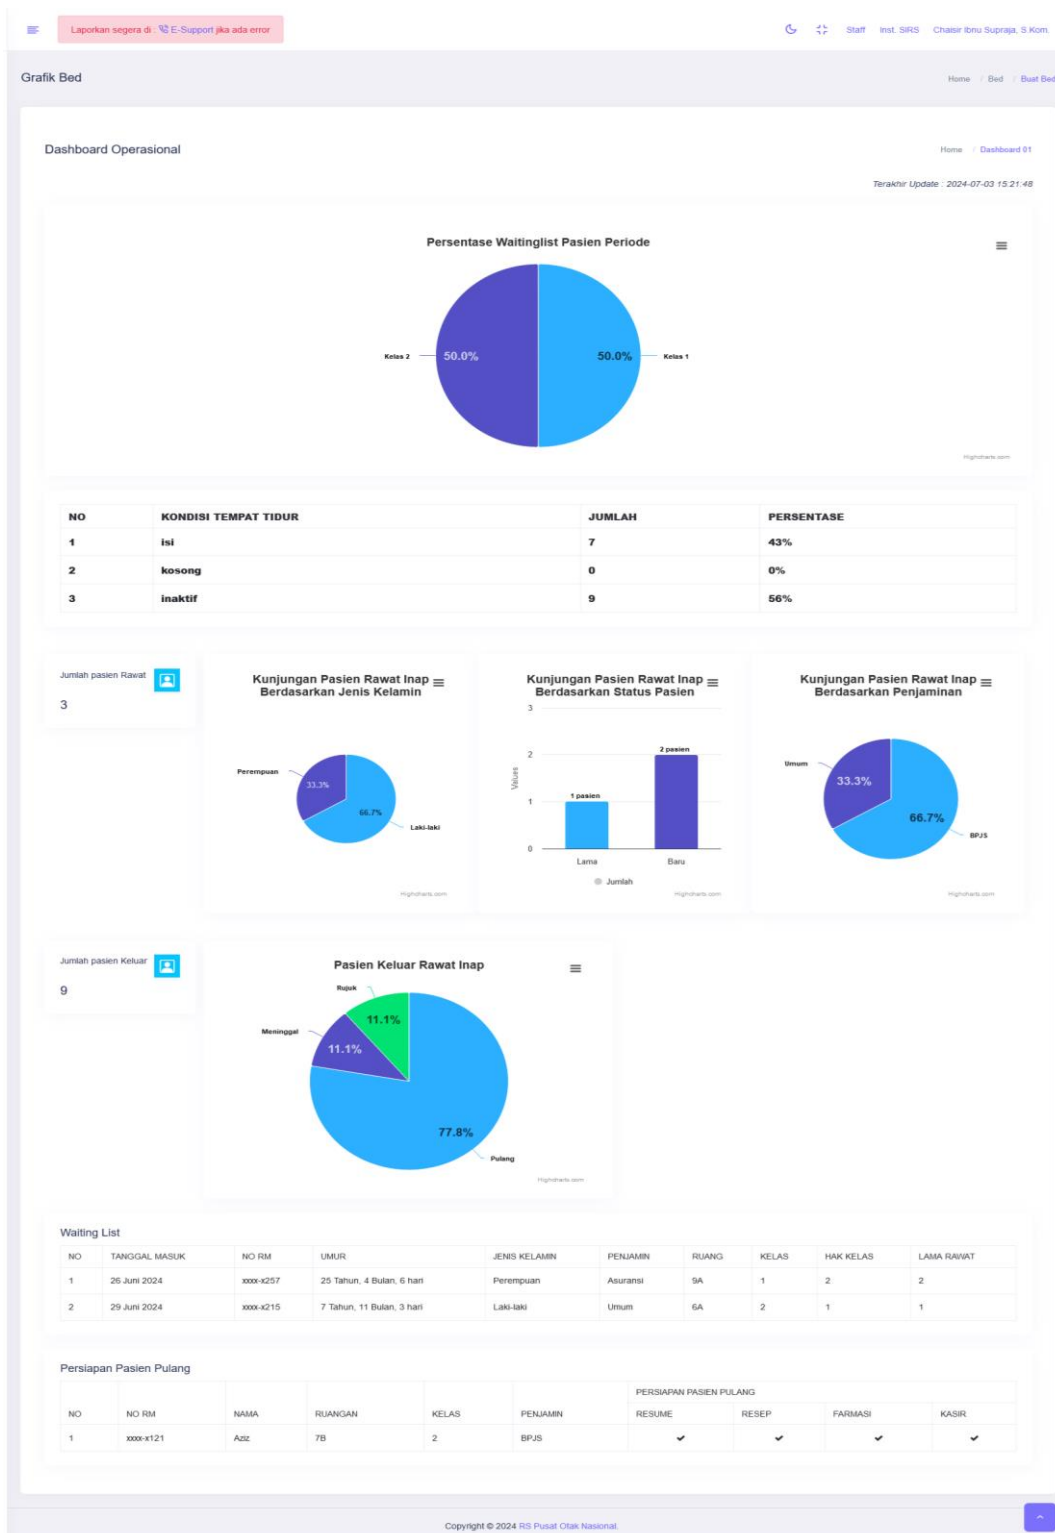 Laporkan segera di : E-Support jika ada error
Staff Inst. SIRS Chaisir Ibnu Supraja, S.Kom.
Grafik Bed
Home / Bed / Buat Bed
Dashboard Operasional
Home / Dashboard 01
Terakhir Update : 2024-07-03 15:21:48
Persentase Waitinglist Pasien Periode
Kelas 2 50.0% 50.0% Kelas 1
Highcharts.com
NO KONDISI TEMPAT TIDUR JUMLAH PERSENTASE
1 isi 7 43%
2 kosong 0 0%
3 inaktif 9 56%
Jumlah pasien Rawat
3
Kunjungan Pasien Rawat Inap
Berdasarkan Jenis Kelamin
Perempuan
33.3%
66.7%
Laki-laki
Highcharts.com
Kunjungan Pasien Rawat Inap
Berdasarkan Status Pasien
3
2
1
0
Values
1 pasien
2 pasien
Lama Baru
Jumlah
Highcharts.com
Kunjungan Pasien Rawat Inap
Berdasarkan Penjaminan
Umum
33.3%
66.7%
BPJS
Highcharts.com
Jumlah pasien Keluar
9
Pasien Keluar Rawat Inap
Rujuk
11.1%
Meninggal
11.1%
77.8%
Pulang
Highcharts.com
Waiting List
NO TANGGAL MASUK NO RM UMUR JENIS KELAMIN PENJAMIN RUANG KELAS HAK KELAS LAMA RAWAT
1 26 Juni 2024 xxxx-x257 25 Tahun, 4 Bulan, 6 hari Perempuan Asuransi 9A 1 2 2
2 29 Juni 2024 xxxx-x215 7 Tahun, 11 Bulan, 3 hari Laki-laki Umum 6A 2 1 1
Persiapan Pasien Pulang
PERSIAPAN PASIEN PULANG
NO NO RM NAMA RUANGAN KELAS PENJAMIN RESUME RESEP FARMASI KASIR
1 xxxx-x121 Aziz 7B 2 BPJS ✔ ✔ ✔ ✔
Copyright © 2024 RS Pusat Otak Nasional.